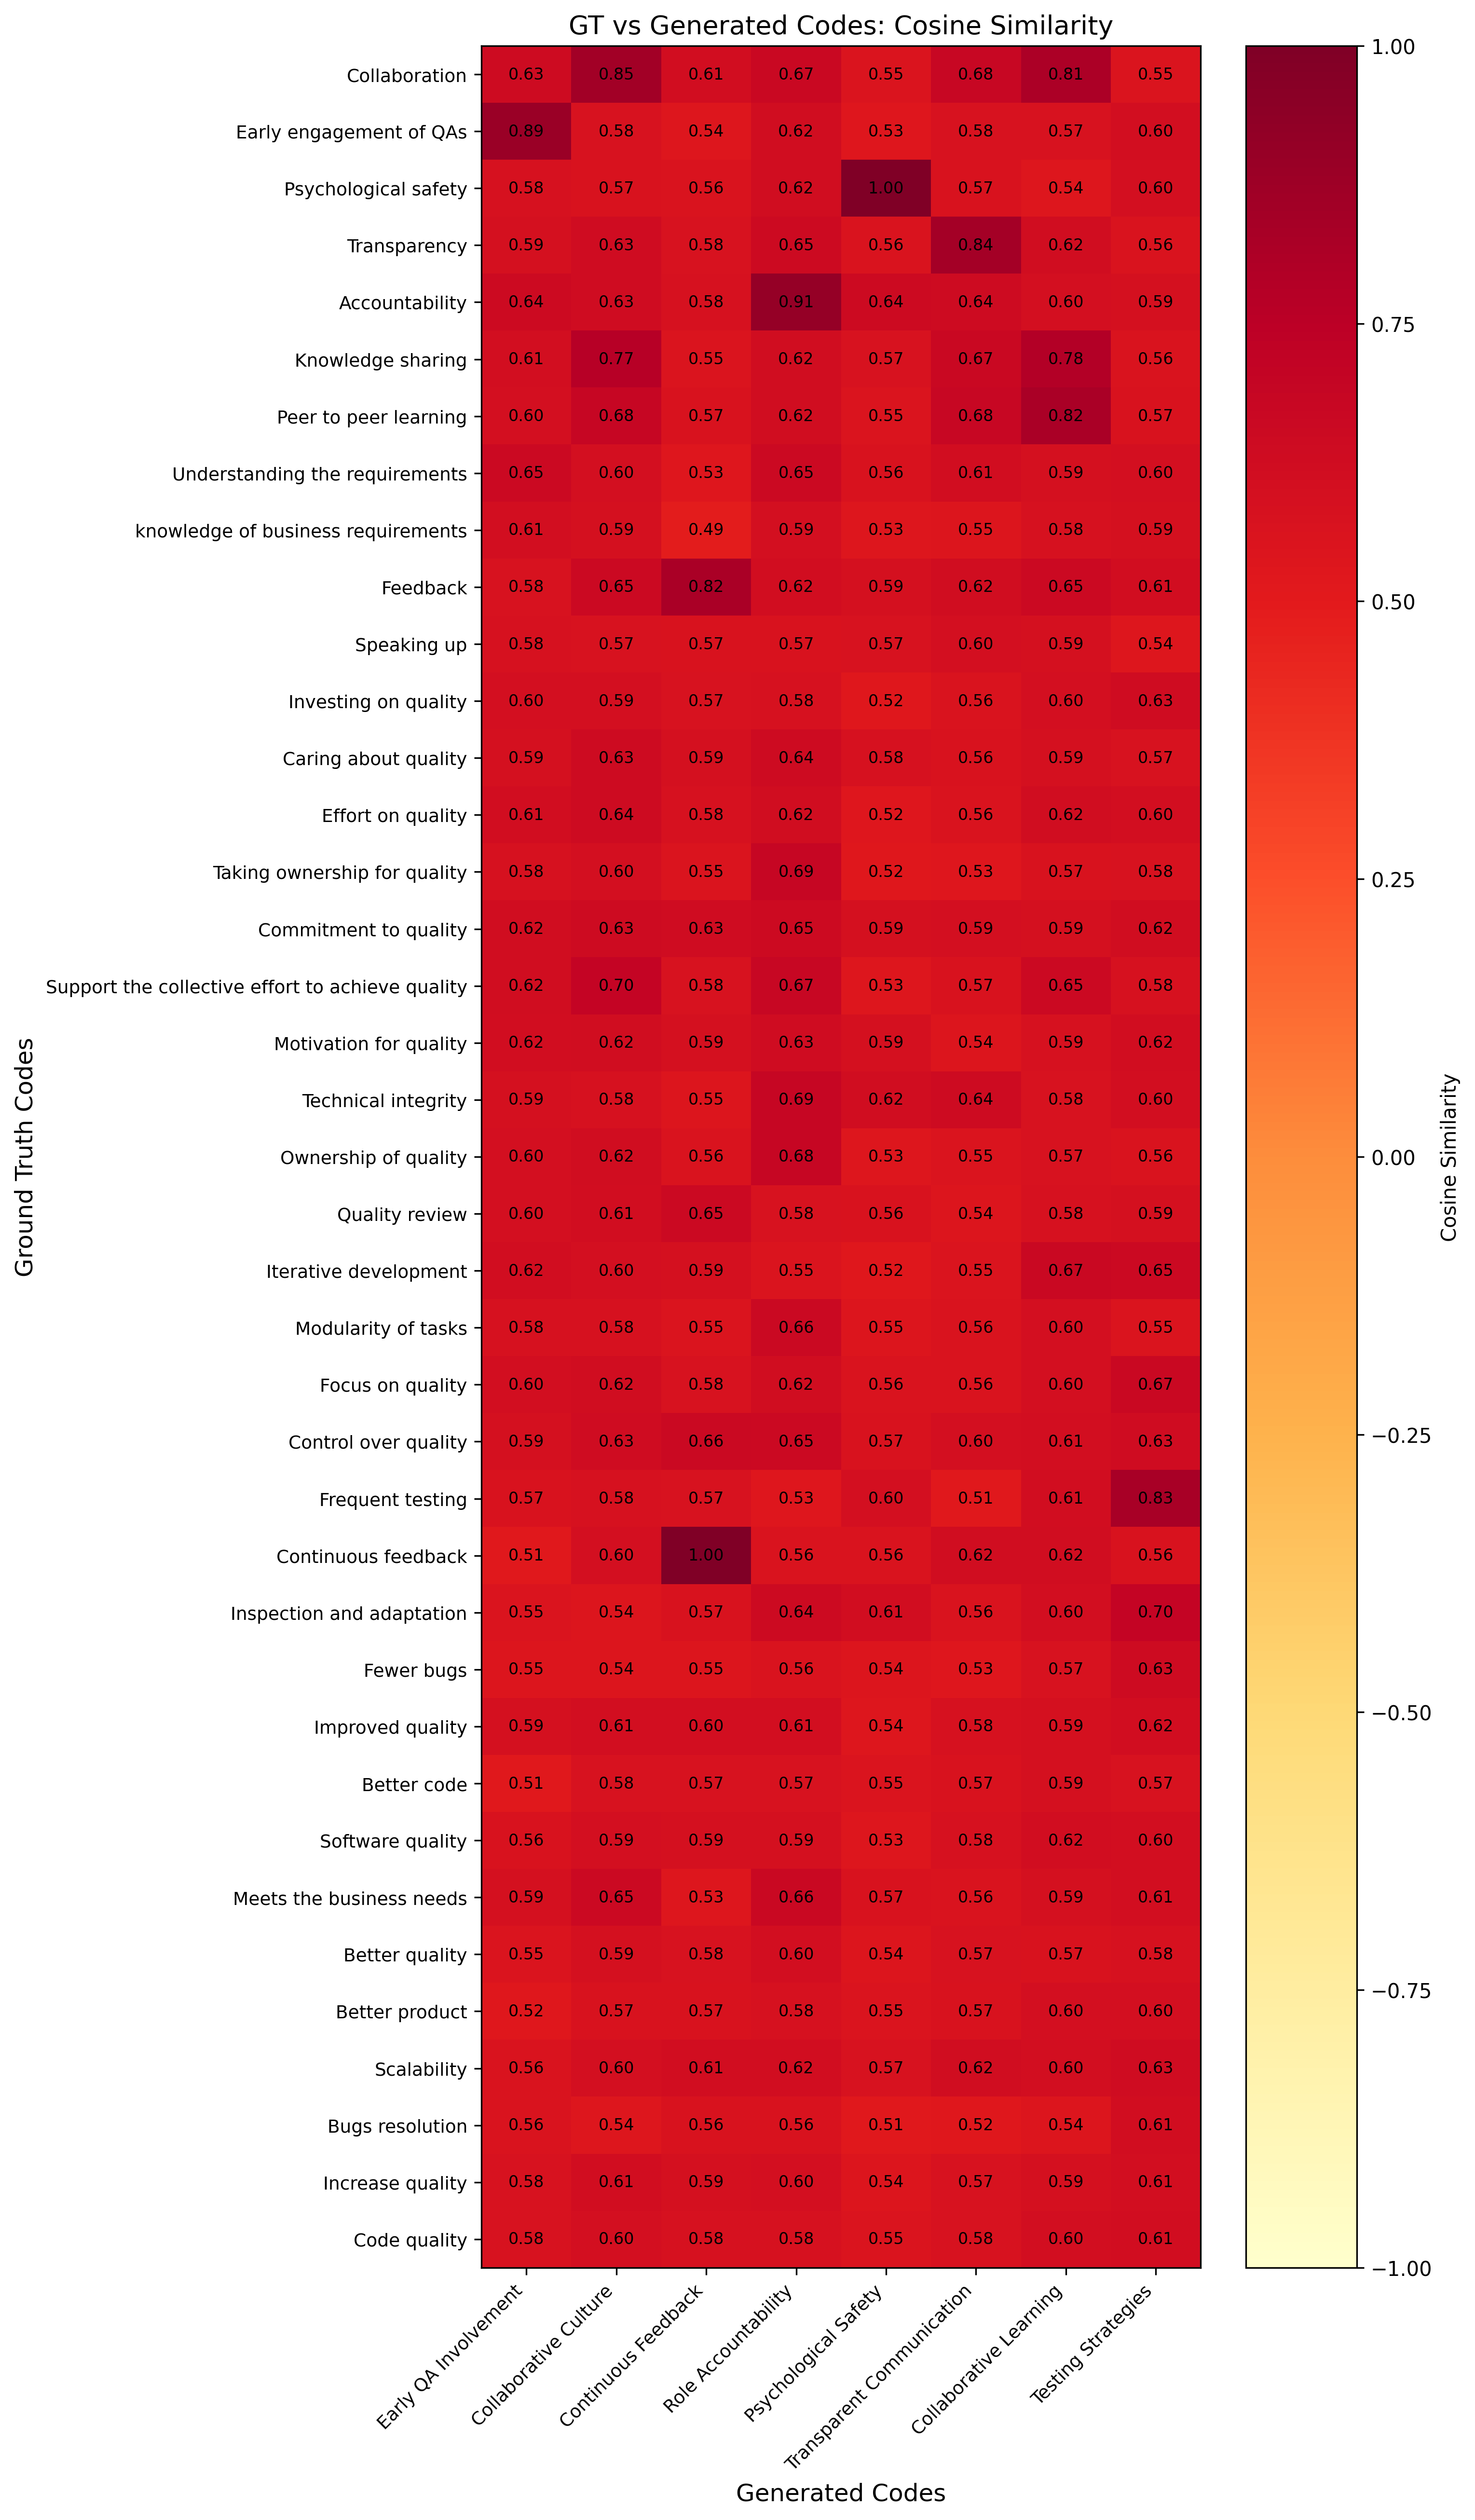 GT vs Generated Codes: Cosine Similarity
Collaboration 0.63 0.85 0.61 0.67 0.55 0.68 0.81 0.55
Early engagement of QAs 0.89 0.58 0.54 0.62 0.53 0.58 0.57 0.60
Psychological safety 0.58 0.57 0.56 0.62 1.00 0.57 0.54 0.60
Transparency 0.59 0.63 0.58 0.65 0.56 0.84 0.62 0.56
Accountability 0.64 0.63 0.58 0.91 0.64 0.64 0.60 0.59
Knowledge sharing 0.61 0.77 0.55 0.62 0.57 0.67 0.78 0.56
Peer to peer learning 0.60 0.68 0.57 0.62 0.55 0.68 0.82 0.57
Understanding the requirements 0.65 0.60 0.53 0.65 0.56 0.61 0.59 0.60
knowledge of business requirements 0.61 0.59 0.49 0.59 0.53 0.55 0.58 0.59
Feedback 0.58 0.65 0.82 0.62 0.59 0.62 0.65 0.61
Speaking up 0.58 0.57 0.57 0.57 0.57 0.60 0.59 0.54
Investing on quality 0.60 0.59 0.57 0.58 0.52 0.56 0.60 0.63
Caring about quality 0.59 0.63 0.59 0.64 0.58 0.56 0.59 0.57
Effort on quality 0.61 0.64 0.58 0.62 0.52 0.56 0.62 0.60
Taking ownership for quality 0.58 0.60 0.55 0.69 0.52 0.53 0.57 0.58
Commitment to quality 0.62 0.63 0.63 0.65 0.59 0.59 0.59 0.62
Support the collective effort to achieve quality 0.62 0.70 0.58 0.67 0.53 0.57 0.65 0.58
Motivation for quality 0.62 0.62 0.59 0.63 0.59 0.54 0.59 0.62
Technical integrity 0.59 0.58 0.55 0.69 0.62 0.64 0.58 0.60
Ownership of quality 0.60 0.62 0.56 0.68 0.53 0.55 0.57 0.56
Quality review 0.60 0.61 0.65 0.58 0.56 0.54 0.58 0.59
Iterative development 0.62 0.60 0.59 0.55 0.52 0.55 0.67 0.65
Modularity of tasks 0.58 0.58 0.55 0.66 0.55 0.56 0.60 0.55
Focus on quality 0.60 0.62 0.58 0.62 0.56 0.56 0.60 0.67
Control over quality 0.59 0.63 0.66 0.65 0.57 0.60 0.61 0.63
Frequent testing 0.57 0.58 0.57 0.53 0.60 0.51 0.61 0.83
Continuous feedback 0.51 0.60 1.00 0.56 0.56 0.62 0.62 0.56
Inspection and adaptation 0.55 0.54 0.57 0.64 0.61 0.56 0.60 0.70
Fewer bugs 0.55 0.54 0.55 0.56 0.54 0.53 0.57 0.63
Improved quality 0.59 0.61 0.60 0.61 0.54 0.58 0.59 0.62
Better code 0.51 0.58 0.57 0.57 0.55 0.57 0.59 0.57
Software quality 0.56 0.59 0.59 0.59 0.53 0.58 0.62 0.60
Meets the business needs 0.59 0.65 0.53 0.66 0.57 0.56 0.59 0.61
Better quality 0.55 0.59 0.58 0.60 0.54 0.57 0.57 0.58
Better product 0.52 0.57 0.57 0.58 0.55 0.57 0.60 0.60
Scalability 0.56 0.60 0.61 0.62 0.57 0.62 0.60 0.63
Bugs resolution 0.56 0.54 0.56 0.56 0.51 0.52 0.54 0.61
Increase quality 0.58 0.61 0.59 0.60 0.54 0.57 0.59 0.61
Code quality 0.58 0.60 0.58 0.58 0.55 0.58 0.60 0.61
Ground Truth Codes
Early QA Involvement
Collaborative Culture
Continuous Feedback
Role Accountability
Psychological Safety
Transparent Communication
Collaborative Learning
Testing Strategies
Generated Codes
1.00
0.75
0.50
0.25
0.00
−0.25
−0.50
−0.75
−1.00
Cosine Similarity